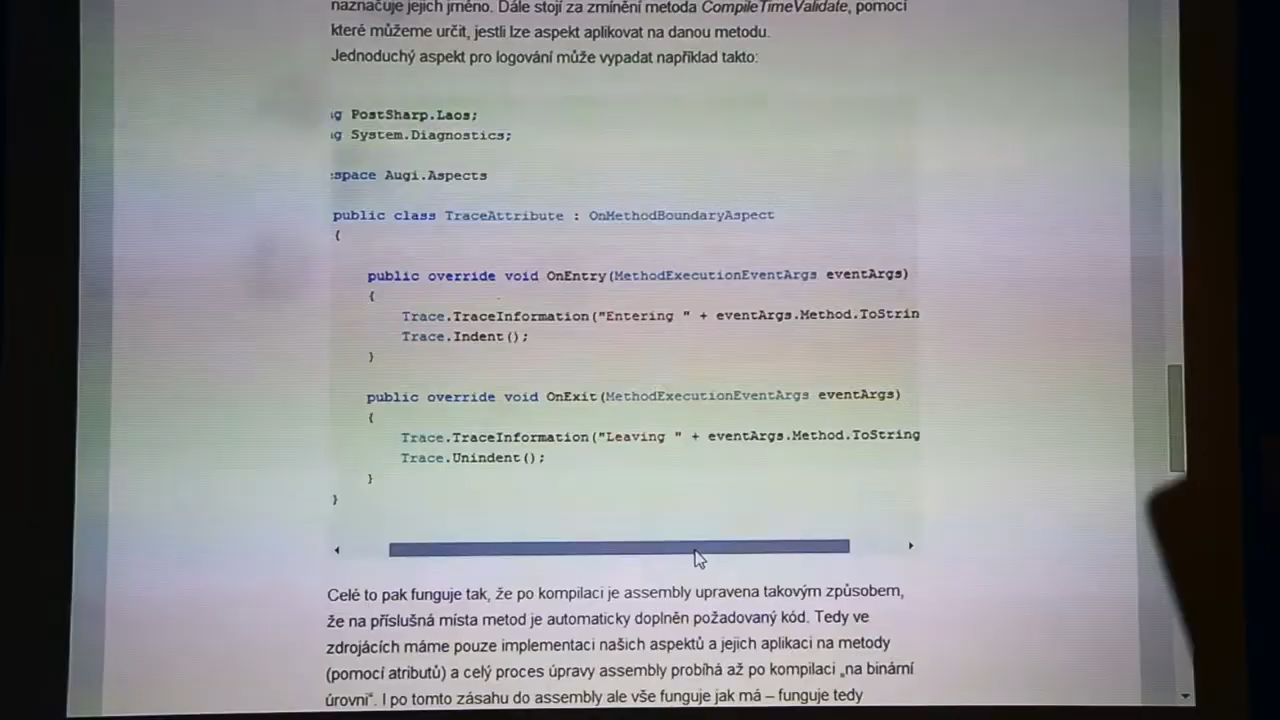 naznačuje jejich jméno. Dále stojí za zmínění metoda CompileTimeValidate, pomocí
které můžeme určit, jestli lze aspekt aplikovat na danou metodu.
Jednoduchý aspekt pro logování může vypadat například takto:
g PostSharp.Laos;
g System.Diagnostics;
space Augi.Aspects
public class TraceAttribute : OnMethodBoundaryAspect
{
public override void OnEntry(MethodExecutionEventArgs eventArgs)
{
Trace.TraceInformation("Entering " + eventArgs.Method.ToStrin
Trace.Indent();
}
public override void OnExit(MethodExecutionEventArgs eventArgs)
{
Trace.TraceInformation("Leaving " + eventArgs.Method.ToString
Trace.Unindent();
}
}
Celé to pak funguje tak, že po kompilaci je assembly upravena takovým způsobem,
že na příslušná místa metod je automaticky doplněn požadovaný kód. Tedy ve
zdrojácích máme pouze implementaci našich aspektů a jejich aplikaci na metody
(pomocí atributů) a celý proces úpravy assembly probíhá až po kompilaci „na binární
úrovni“. I po tomto zásahu do assembly ale vše funguje jak má – funguje tedy